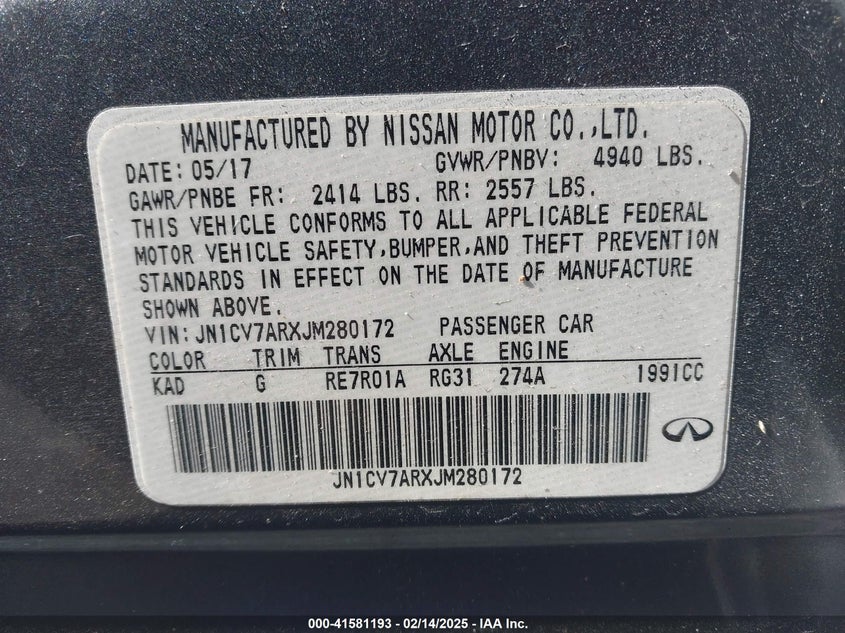 MANUFACTURED BY NISSAN MOTOR CO.,LTD.
DATE: 05/17 GVWR/PNBV: 4940 LBS.
GAWR/PNBE FR: 2414 LBS. RR: 2557 LBS.
THIS VEHICLE CONFORMS TO ALL APPLICABLE FEDERAL
MOTOR VEHICLE SAFETY,BUMPER,AND THEFT PREVENTION
STANDARDS IN EFFECT ON THE DATE OF MANUFACTURE
SHOWN ABOVE.
VIN:JN1CV7ARXJM280172 PASSENGER CAR
COLOR TRIM TRANS AXLE ENGINE
KAD G RE7R01A RG31 274A 1991CC
JN1CV7ARXJM280172
000-41581193 - 02/14/2025 - IAA Inc.